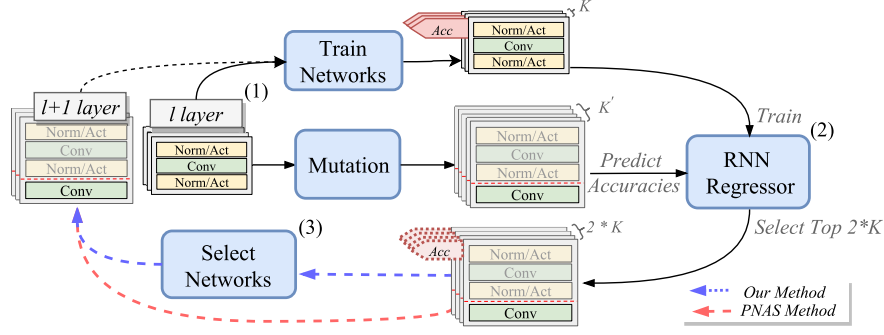 Acc
K
Norm/Act
Conv
Norm/Act
Train
Networks
(1)
l+1 layer
l layer
Norm/Act
Conv
Norm/Act
Conv
Norm/Act
Conv
Norm/Act
Mutation
K'
Norm/Act
Conv
Norm/Act
Conv
Train
(2)
Predict
Accuracies
RNN
Regressor
Select Top 2*K
(3)
Select
Networks
Acc
2 * K
Norm/Act
Conv
Norm/Act
Conv
Our Method
PNAS Method